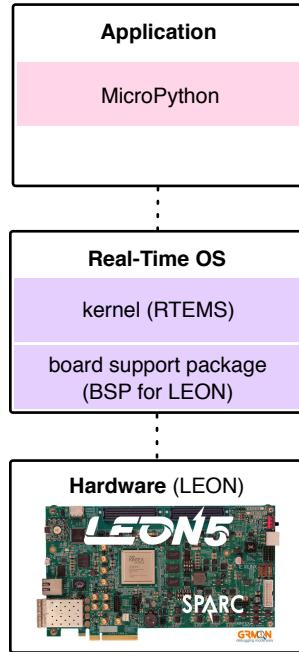 Application
MicroPython
Real-Time OS
kernel (RTEMS)
board support package
(BSP for LEON)
Hardware (LEON)
LEON5
SPARC
GRMON